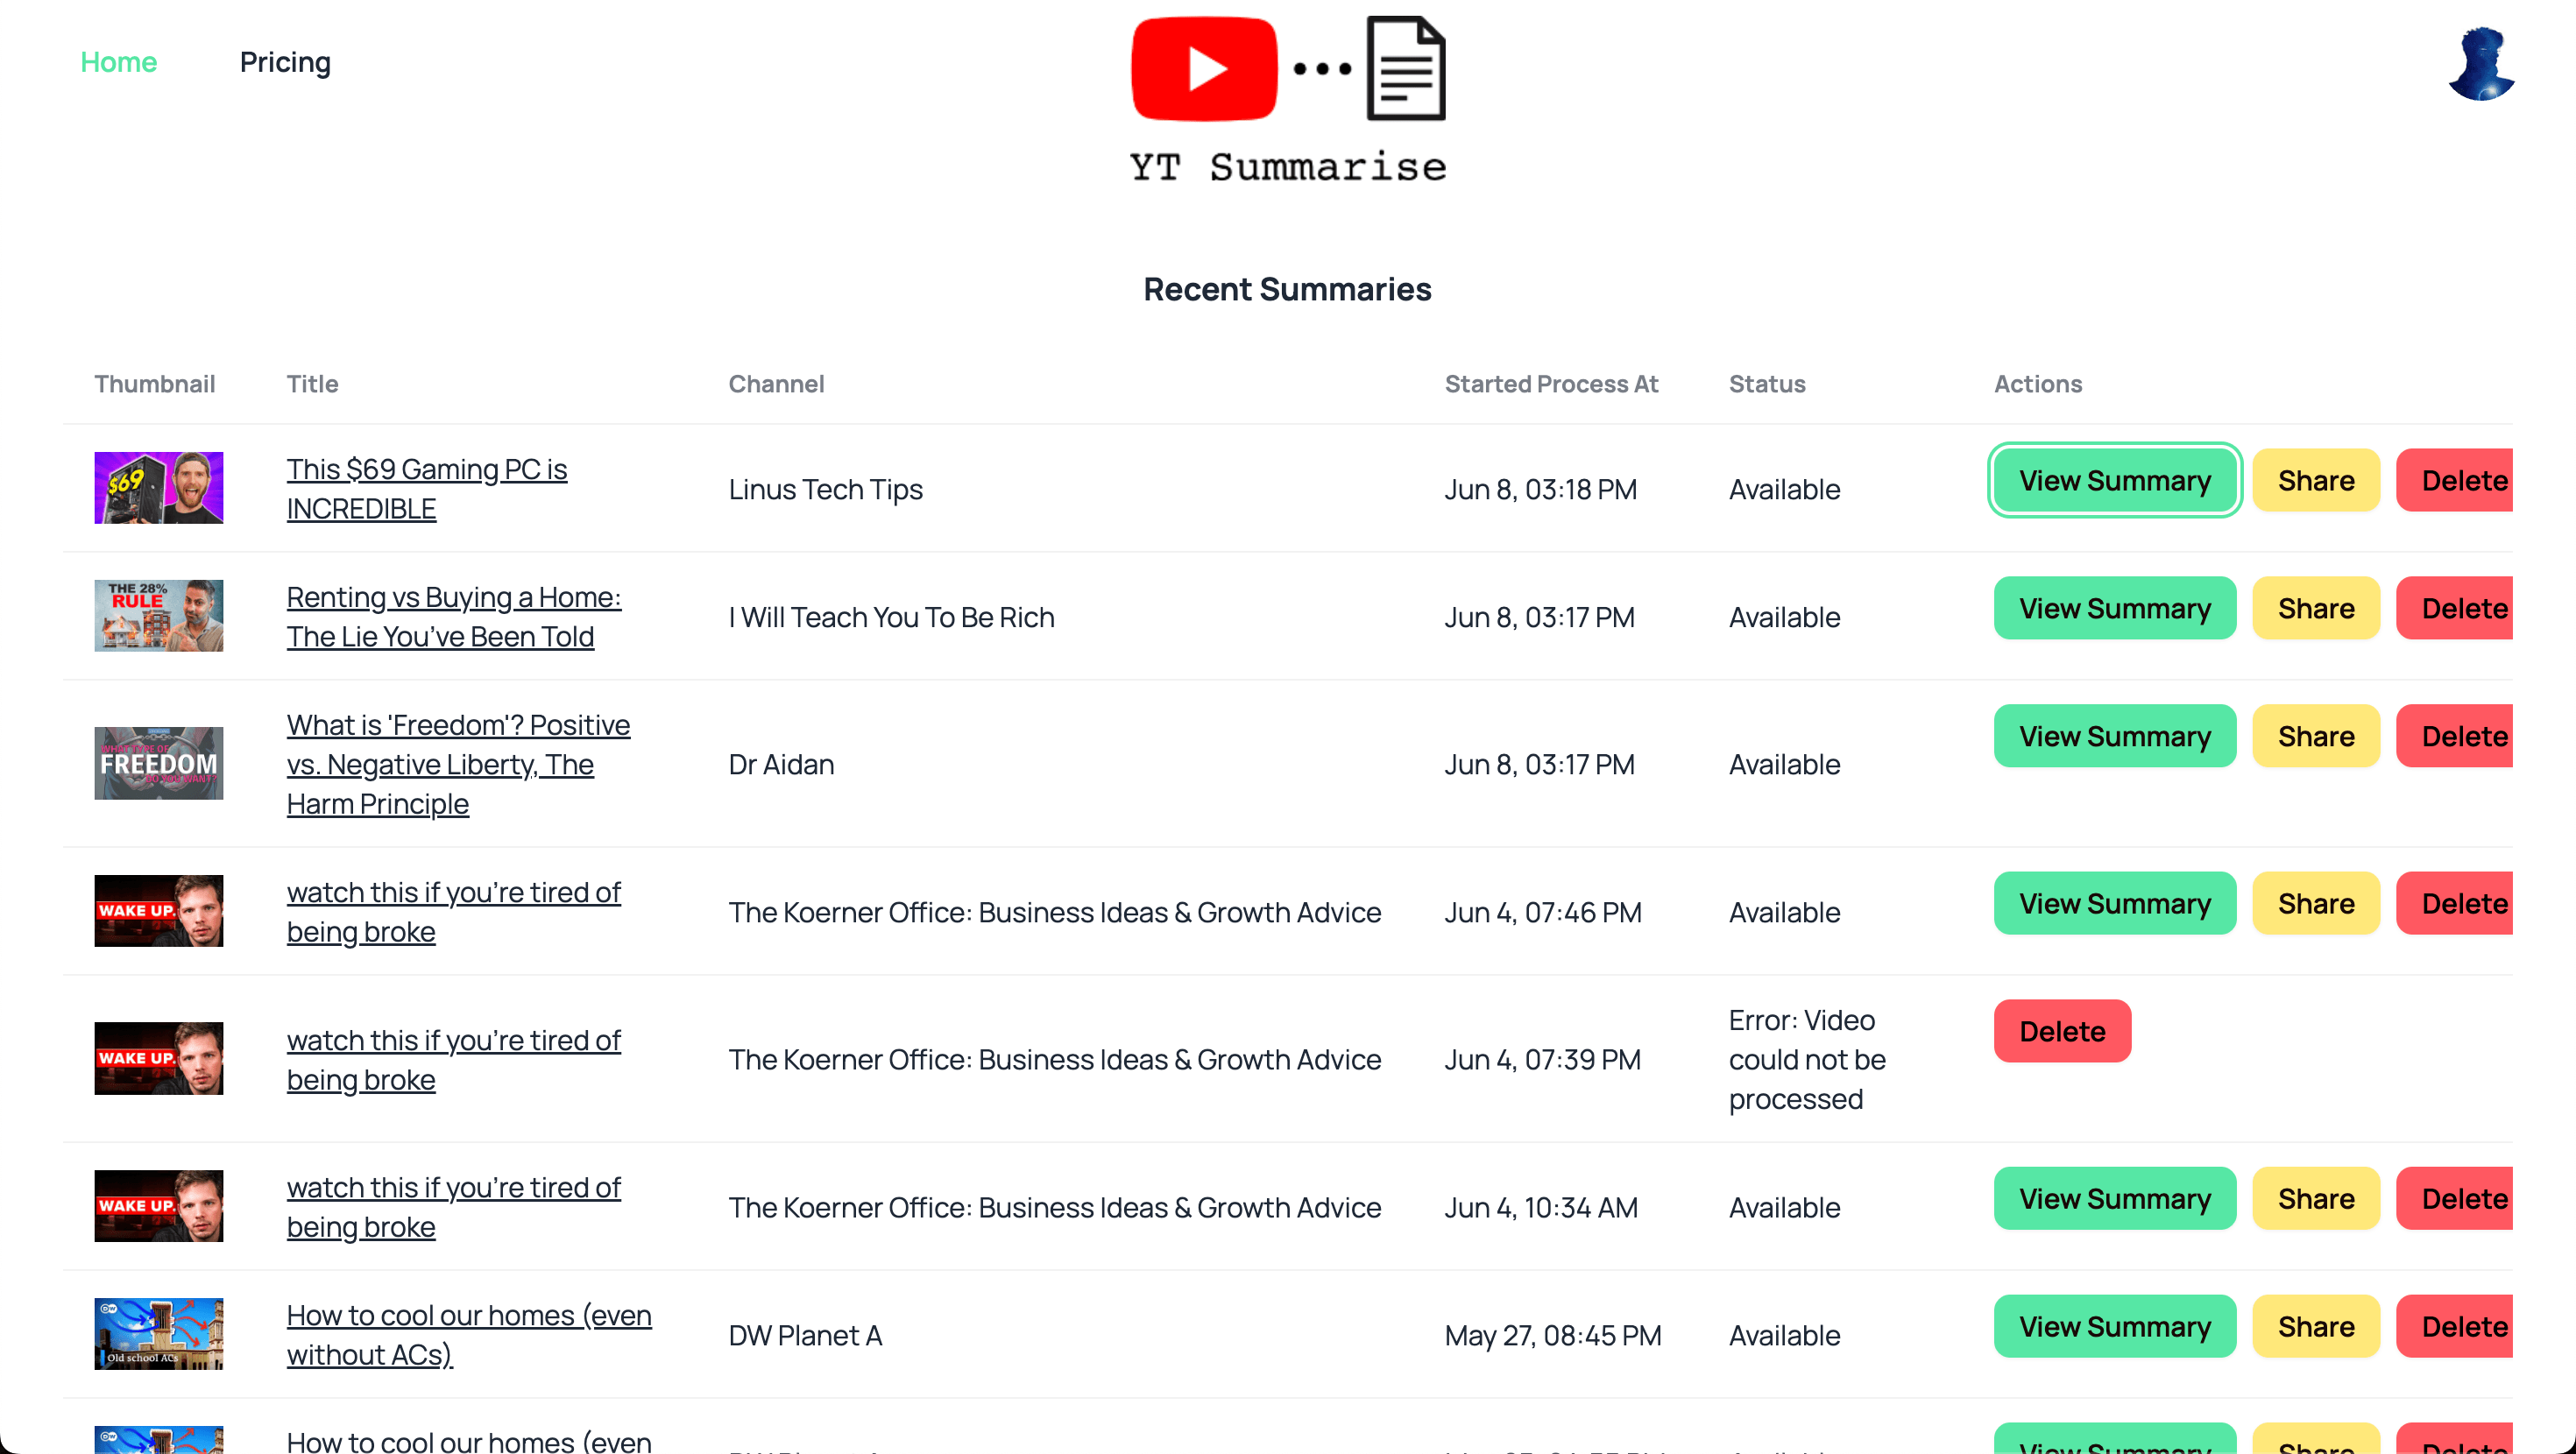 Home
Pricing
YT Summarise
Recent Summaries
Thumbnail Title Channel Started Process At Status Actions
$69
This $69 Gaming PC is
INCREDIBLE
Linus Tech Tips
Jun 8, 03:18 PM
Available
View Summary
Share
Delete
THE 28%
RULE
Renting vs Buying a Home:
The Lie You've Been Told
I Will Teach You To Be Rich
Jun 8, 03:17 PM
Available
View Summary
Share
Delete
WHAT TYPE OF
FREEDOM
DO YOU WANT?
What is 'Freedom'? Positive
vs. Negative Liberty, The
Harm Principle
Dr Aidan
Jun 8, 03:17 PM
Available
View Summary
Share
Delete
WAKE UP.
watch this if you're tired of
being broke
The Koerner Office: Business Ideas & Growth Advice
Jun 4, 07:46 PM
Available
View Summary
Share
Delete
WAKE UP.
watch this if you're tired of
being broke
The Koerner Office: Business Ideas & Growth Advice
Jun 4, 07:39 PM
Error: Video
could not be
processed
Delete
WAKE UP.
watch this if you're tired of
being broke
The Koerner Office: Business Ideas & Growth Advice
Jun 4, 10:34 AM
Available
View Summary
Share
Delete
DW
Old school ACs
How to cool our homes (even
without ACs)
DW Planet A
May 27, 08:45 PM
Available
View Summary
Share
Delete
DW
How to cool our homes (even
View Summary
Share
Delete